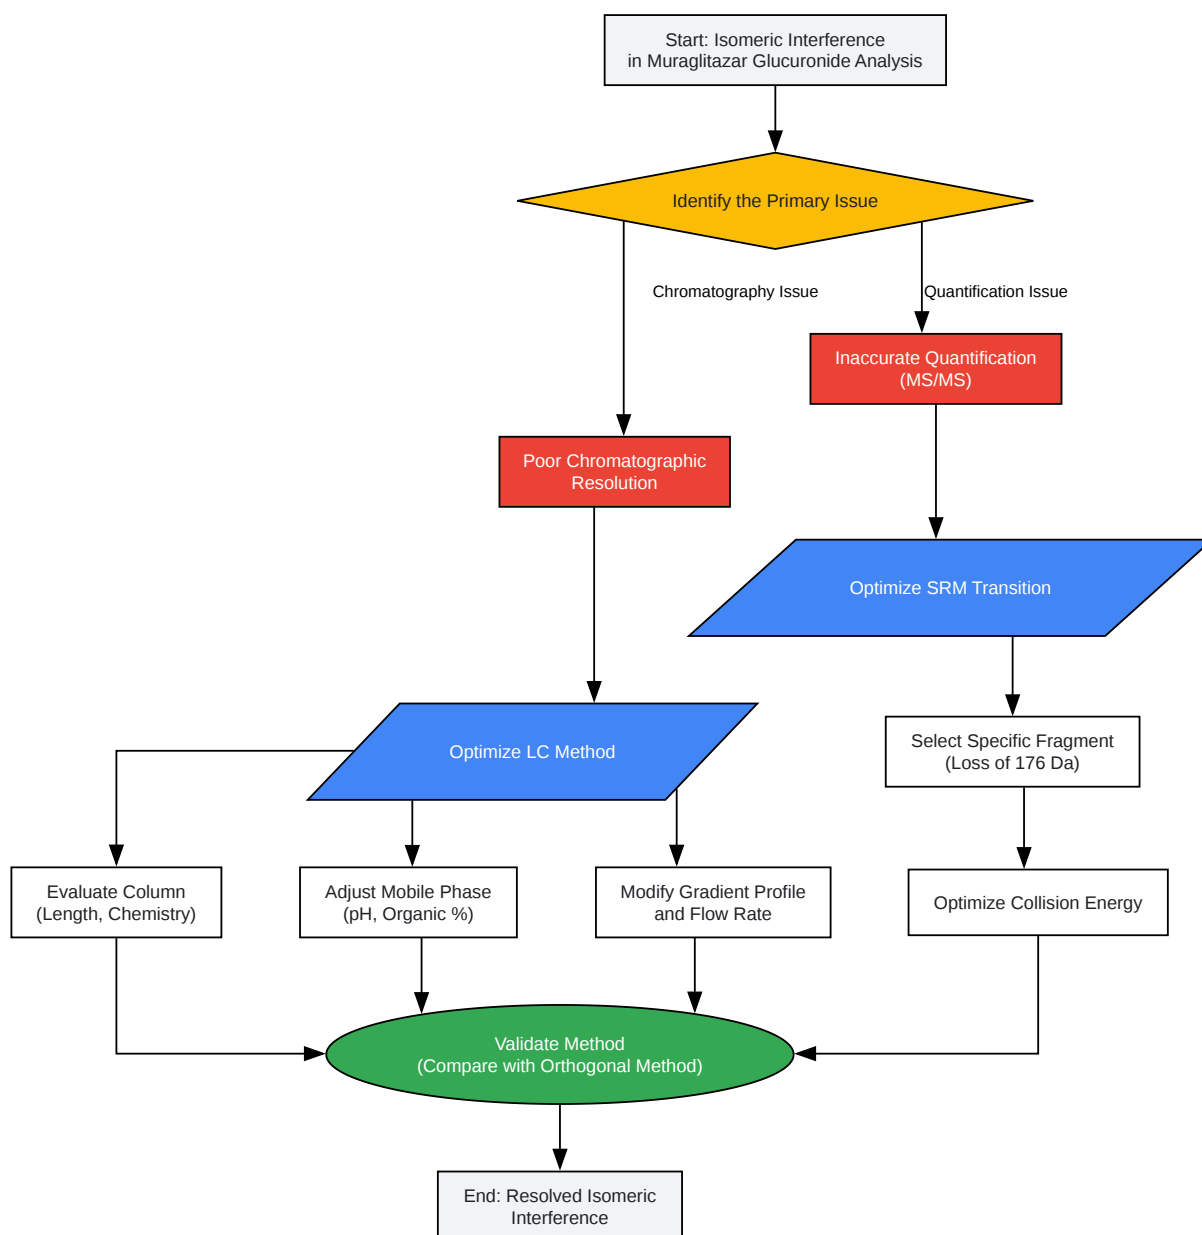 Start: Isomeric Interference
in Muraglitazar Glucuronide Analysis
Identify the Primary Issue
Chromatography Issue
Quantification Issue
Inaccurate Quantification
(MS/MS)
Poor Chromatographic
Resolution
Optimize SRM Transition
Optimize LC Method
Select Specific Fragment
(Loss of 176 Da)
Evaluate Column
(Length, Chemistry)
Adjust Mobile Phase
(pH, Organic %)
Modify Gradient Profile
and Flow Rate
Optimize Collision Energy
Validate Method
(Compare with Orthogonal Method)
End: Resolved Isomeric
Interference